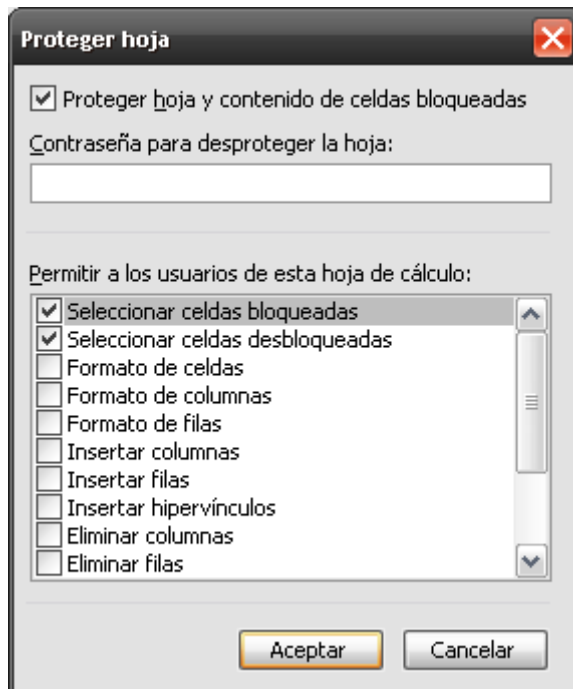 Proteger hoja
Proteger hoja y contenido de celdas bloqueadas
Contraseña para desproteger la hoja:
Permitir a los usuarios de esta hoja de cálculo:
Seleccionar celdas bloqueadas
Seleccionar celdas desbloqueadas
Formato de celdas
Formato de columnas
Formato de filas
Insertar columnas
Insertar filas
Insertar hipervínculos
Eliminar columnas
Eliminar filas
Aceptar Cancelar